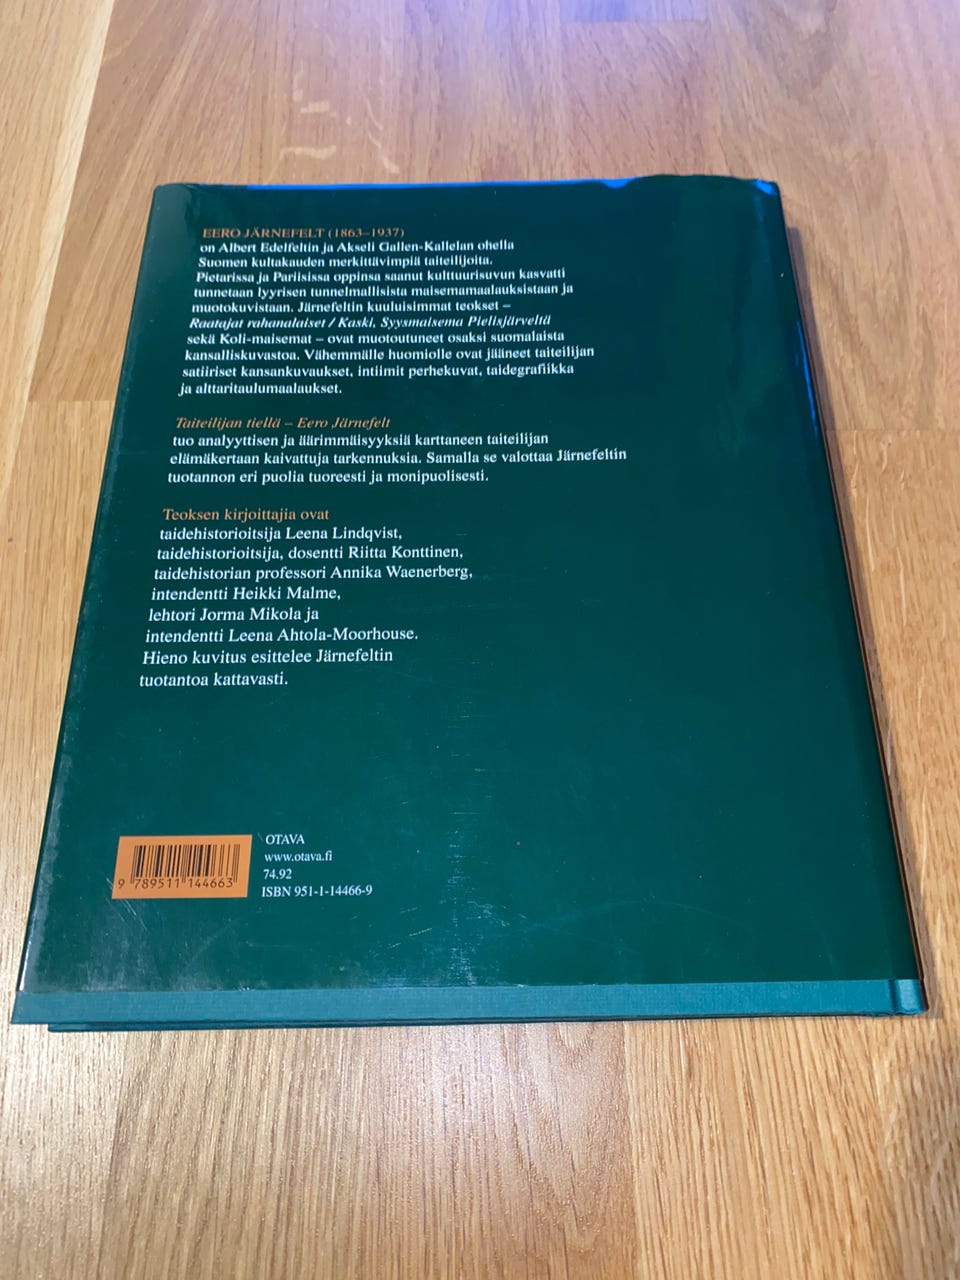 EERO JÄRNEFELT (1863–1937)
on Albert Edelfeltin ja Akseli Gallen-Kallelan ohella
Suomen kultakauden merkittävimpiä taiteilijoita.
Pietarissa ja Pariisissa oppinsa saanut kulttuurisuvun kasvatti
tunnetaan lyyrisen tunnelmallisista maisemamaalauksistaan ja
muotokuvistaan. Järnefeltin kuuluisimmat teokset –
Raatajat rahanalaiset / Kaski, Syysmaisema Pielisjärveltä
sekä Koli-maisemat – ovat muotoutuneet osaksi suomalaista
kansalliskuvastoa. Vähemmälle huomiolle ovat jääneet taiteilijan
satiiriset kansankuvaukset, intiimit perhekuvat, taidegrafiikka
ja alttaritaulumaalaukset.
Taiteilijan tiellä – Eero Järnefelt
tuo analyyttisen ja äärimmäisyyksiä karttaneen taiteilijan
elämäkertaan kaivattuja tarkennuksia. Samalla se valottaa Järnefeltin
tuotannon eri puolia tuoreesti ja monipuolisesti.
Teoksen kirjoittajia ovat
taidehistorioitsija Leena Lindqvist,
taidehistorioitsija, dosentti Riitta Konttinen,
taidehistorian professori Annika Waenerberg,
intendentti Heikki Malme,
lehtori Jorma Mikola ja
intendentti Leena Ahtola-Moorhouse.
Hieno kuvitus esittelee Järnefeltin
tuotantoa kattavasti.
OTAVA
www.otava.fi
74.92
ISBN 951-1-14466-9
9 789511 144663